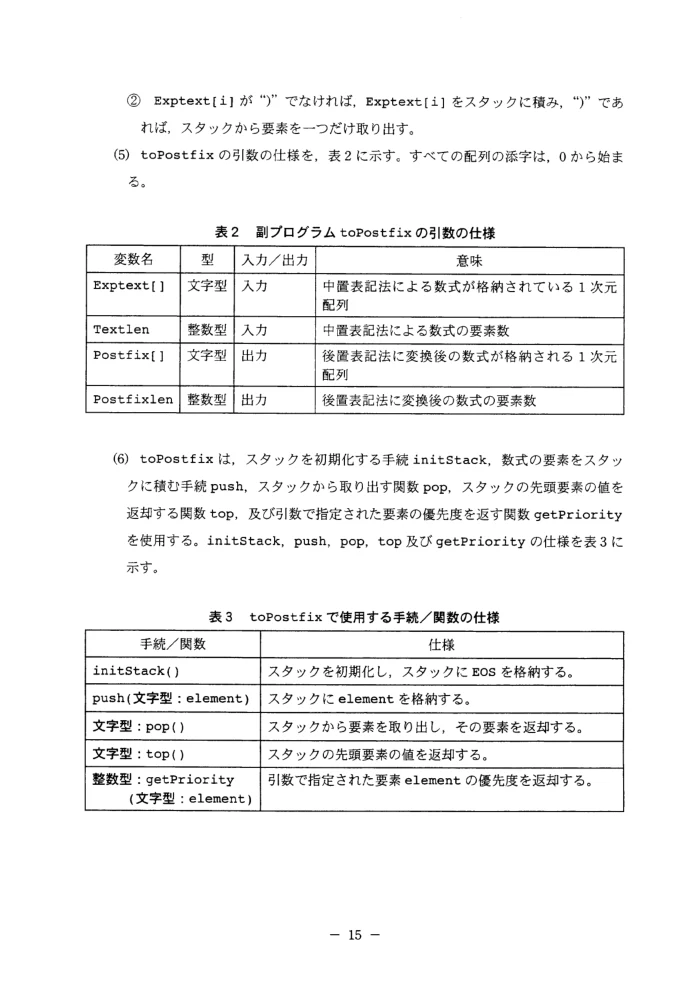 ② Exptext[i] が “)” でなければ，Exptext[i] をスタックに積み，“)” であ
れば，スタックから要素を一つだけ取り出す。
(5) toPostfix の引数の仕様を，表 2 に示す。すべての配列の添字は，0 から始ま
る。
表 2 副プログラム toPostfix の引数の仕様
変数名 型 入力／出力 意味
Exptext[] 文字型 入力 中置表記法による数式が格納されている 1 次元
配列
Textlen 整数型 入力 中置表記法による数式の要素数
Postfix[] 文字型 出力 後置表記法に変換後の数式が格納される 1 次元
配列
Postfixlen 整数型 出力 後置表記法に変換後の数式の要素数
(6) toPostfix は，スタックを初期化する手続 initStack，数式の要素をスタッ
クに積む手続 push，スタックから取り出す関数 pop，スタックの先頭要素の値を
返却する関数 top，及び引数で指定された要素の優先度を返す関数 getPriority
を使用する。initStack，push，pop，top 及び getPriority の仕様を表 3 に
示す。
表 3 toPostfix で使用する手続／関数の仕様
手続／関数 仕様
initStack() スタックを初期化し，スタックに EOS を格納する。
push(文字型：element) スタックに element を格納する。
文字型：pop() スタックから要素を取り出し，その要素を返却する。
文字型：top() スタックの先頭要素の値を返却する。
整数型：getPriority 引数で指定された要素 element の優先度を返却する。
(文字型：element)
－ 15 －